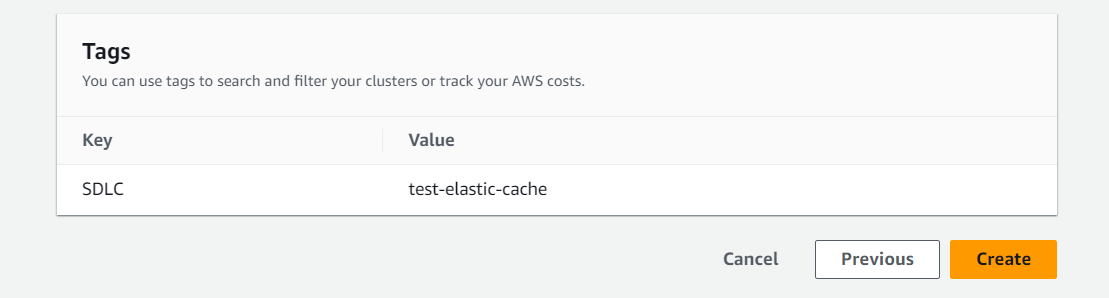 Tags
You can use tags to search and filter your clusters or track your AWS costs.
Key Value
SDLC test-elastic-cache
Cancel Previous Create